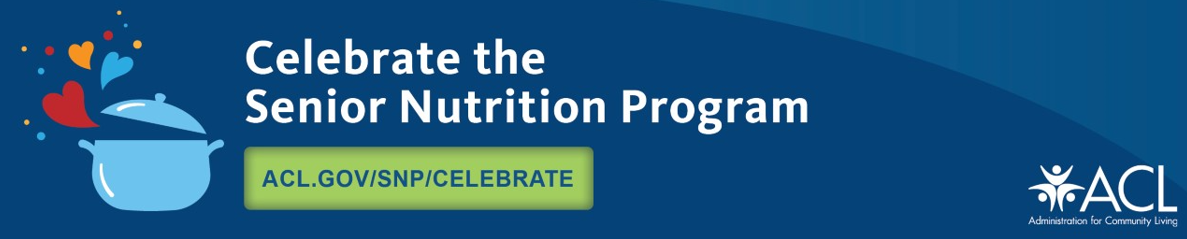 Celebrate the
Senior Nutrition Program
ACL.GOV/SNP/CELEBRATE
ACL
Administration for Community Living